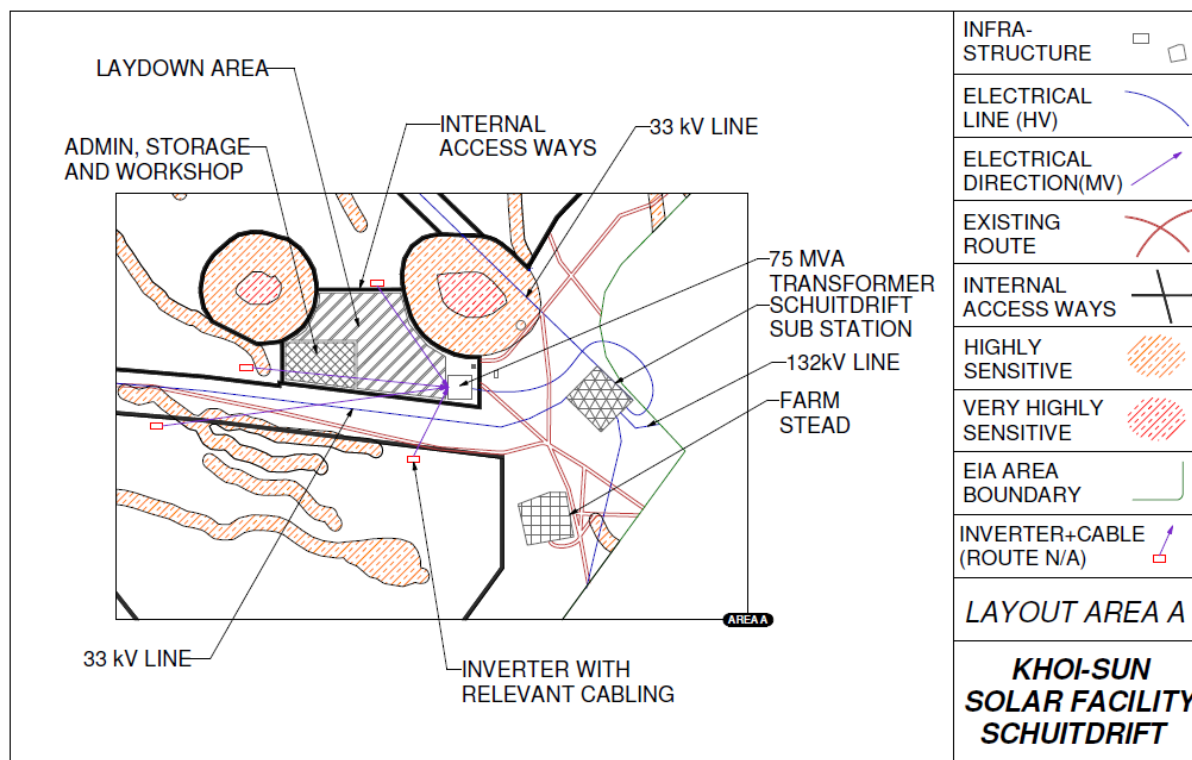 LAYDOWN AREA
ADMIN, STORAGE
AND WORKSHOP
INTERNAL
ACCESS WAYS
33 kV LINE
75 MVA
TRANSFORMER
SCHUITDRIFT
SUB STATION
132kV LINE
FARM
STEAD
AREA A
33 kV LINE
INVERTER WITH
RELEVANT CABLING
INFRA-
STRUCTURE
ELECTRICAL
LINE (HV)
ELECTRICAL
DIRECTION(MV)
EXISTING
ROUTE
INTERNAL
ACCESS WAYS
HIGHLY
SENSITIVE
VERY HIGHLY
SENSITIVE
EIA AREA
BOUNDARY
INVERTER+CABLE
(ROUTE N/A)
LAYOUT AREA A
KHOI-SUN
SOLAR FACILITY
SCHUITDRIFT